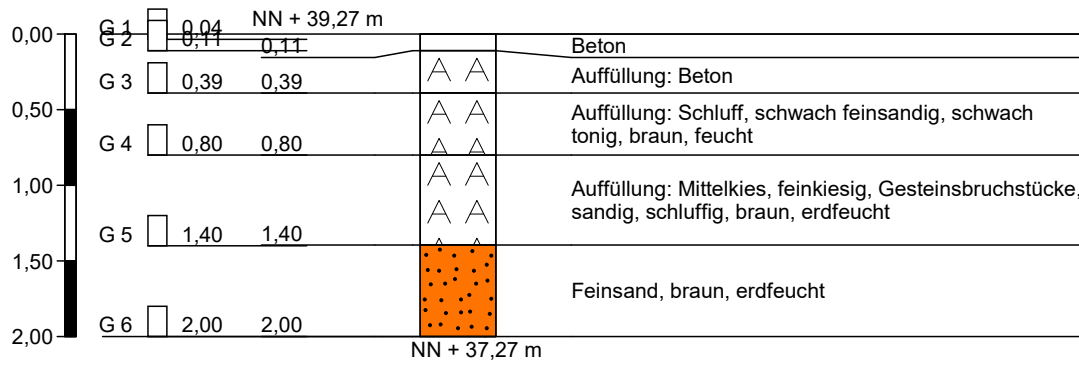 NN + 39,27 m
0,00
G 1 0,04
G 2 0,11 0,11 Beton
G 3 0,39 0,39 Auffüllung: Beton
0,50
Auffüllung: Schluff, schwach feinsandig, schwach
tonig, braun, feucht
G 4 0,80 0,80
1,00
Auffüllung: Mittelkies, feinkiesig, Gesteinsbruchstücke,
sandig, schluffig, braun, erdfeucht
G 5 1,40 1,40
1,50
Feinsand, braun, erdfeucht
G 6 2,00 2,00
2,00
NN + 37,27 m